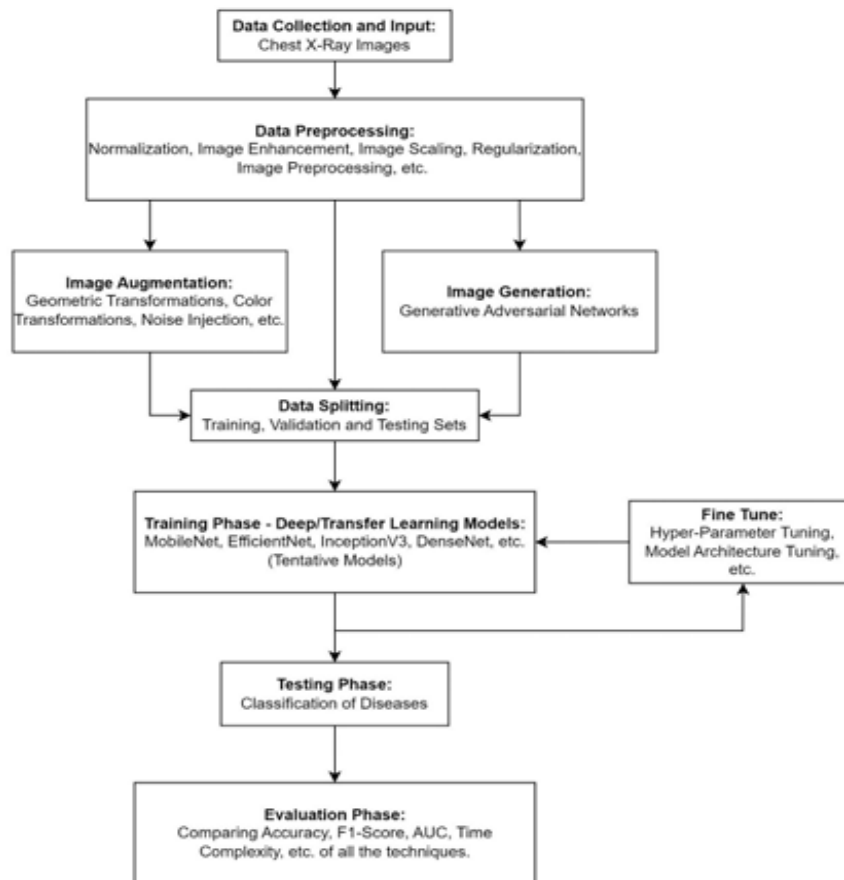 Data Collection and Input:
Chest X-Ray Images
Data Preprocessing:
Normalization, Image Enhancement, Image Scaling, Regularization,
Image Preprocessing, etc.
Image Augmentation:
Geometric Transformations, Color
Transformations, Noise Injection, etc.
Image Generation:
Generative Adversarial Networks
Data Splitting:
Training, Validation and Testing Sets
Training Phase - Deep/Transfer Learning Models:
MobileNet, EfficientNet, InceptionV3, DenseNet, etc.
(Tentative Models)
Fine Tune:
Hyper-Parameter Tuning,
Model Architecture Tuning,
etc.
Testing Phase:
Classification of Diseases
Evaluation Phase:
Comparing Accuracy, F1-Score, AUC, Time
Complexity, etc. of all the techniques.